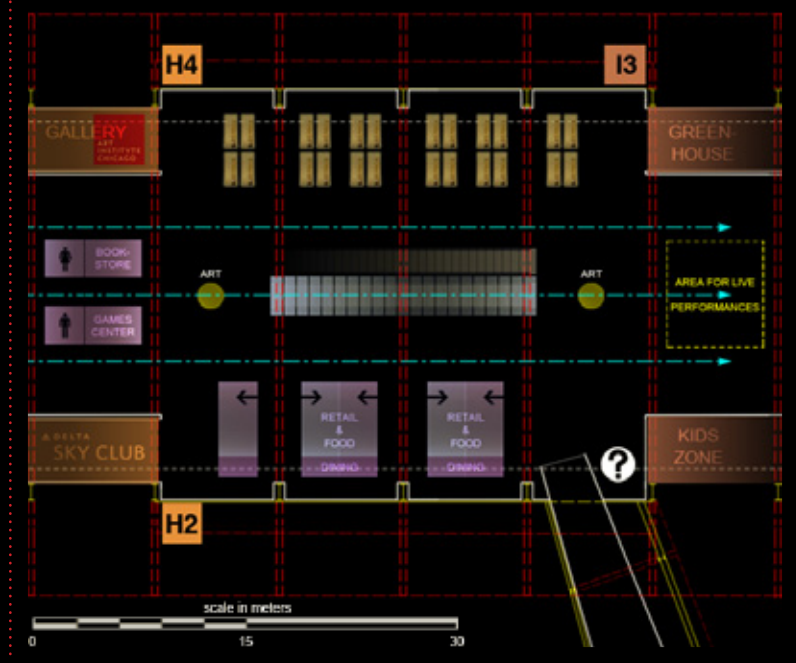 H4
I3
GALLERY
ART
INSTITVTE
CHICAGO
GREEN-
HOUSE
BOOK-
STORE
ART
ART
AREA FOR LIVE
PERFORMANCES
GAMES
CENTER
RETAIL
&
FOOD
DINING
RETAIL
&
FOOD
DINING
DELTA
SKY CLUB
KIDS
ZONE
?
H2
scale in meters
0
15
30